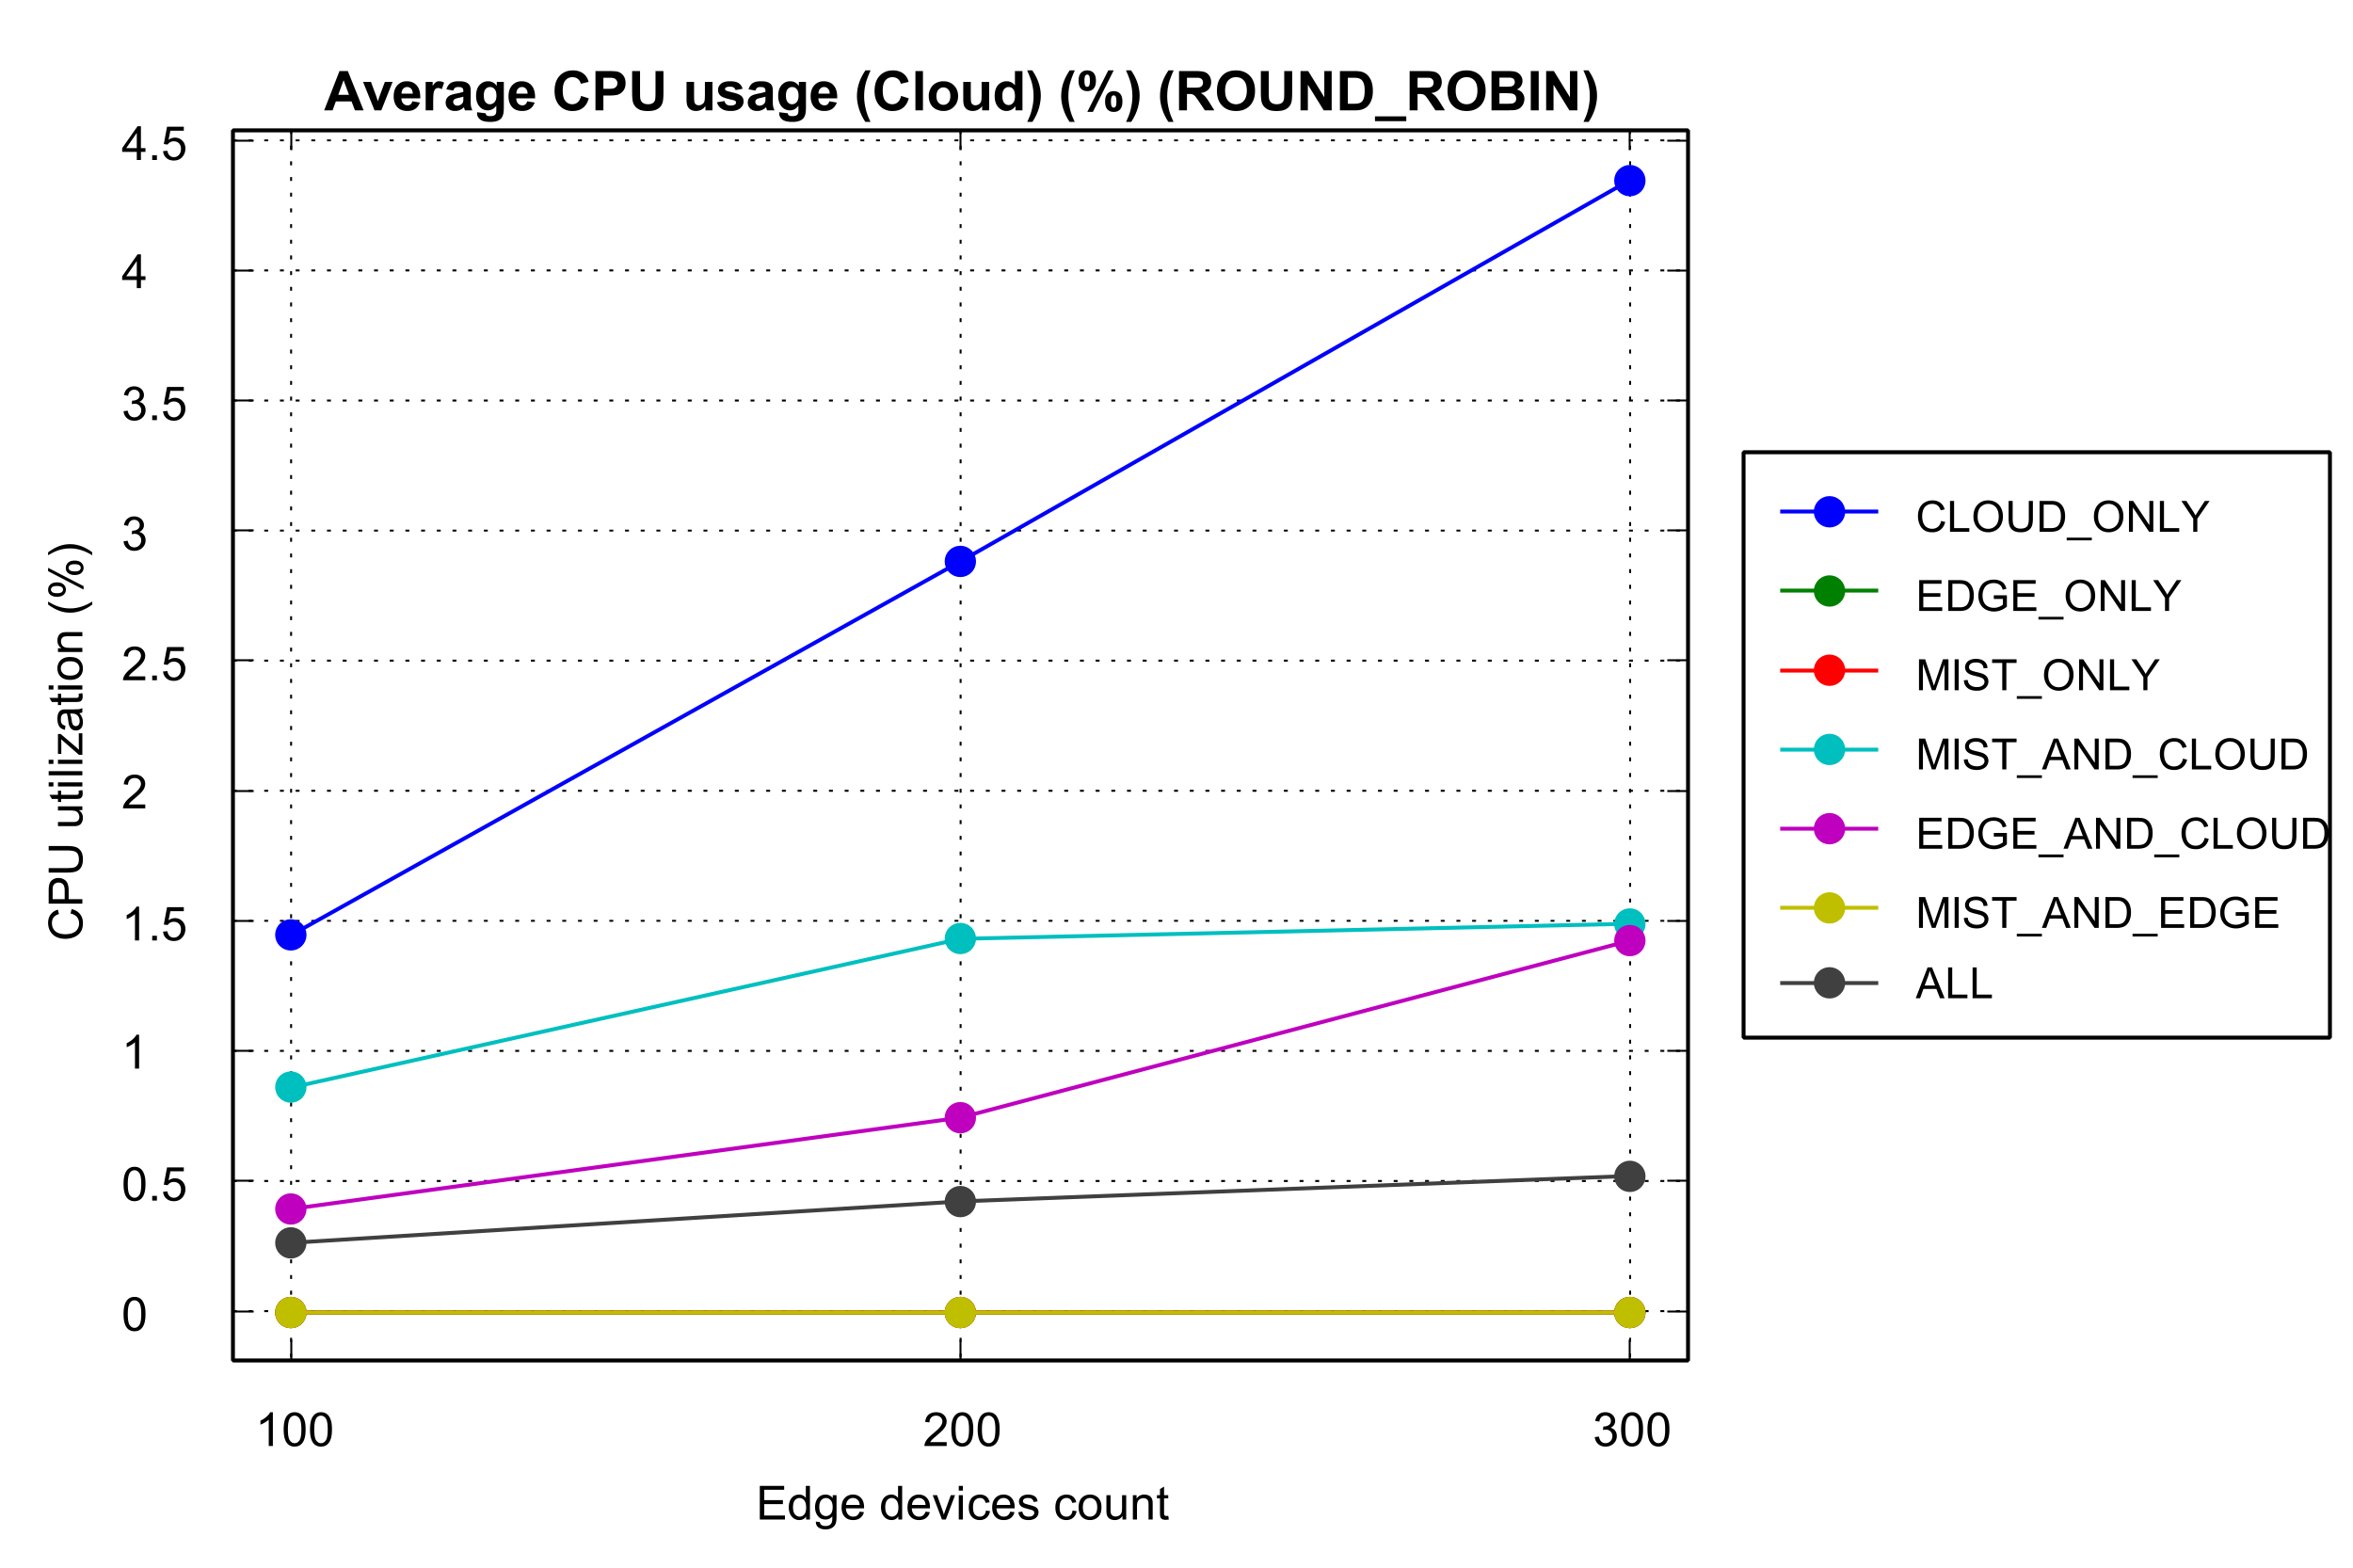 Average CPU usage (Cloud) (%) (ROUND_ROBIN)
4.5
4
3.5
3
2.5
2
1.5
1
0.5
0
CPU utilization (%)
100
200
300
Edge devices count
CLOUD_ONLY
EDGE_ONLY
MIST_ONLY
MIST_AND_CLOUD
EDGE_AND_CLOUD
MIST_AND_EDGE
ALL